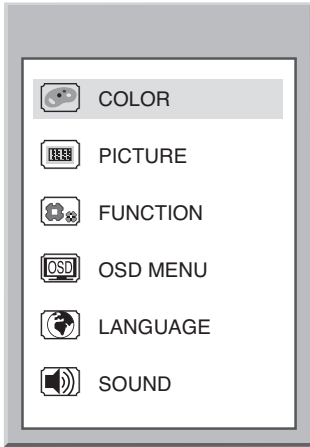 COLOR
PICTURE
FUNCTION
OSD OSD MENU
LANGUAGE
SOUND